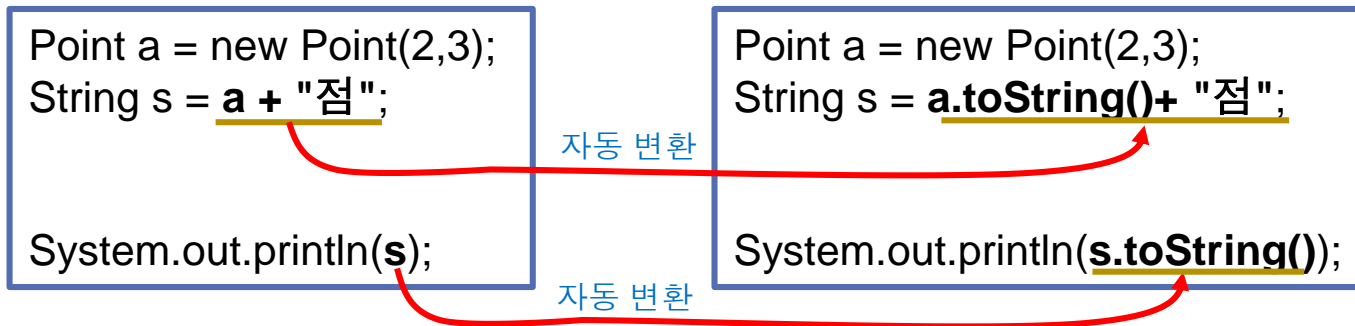 Point a = new Point(2,3);
String s = a + "점";
System.out.println(s);
자동 변환
자동 변환
Point a = new Point(2,3);
String s = a.toString()+ "점";
System.out.println(s.toString());